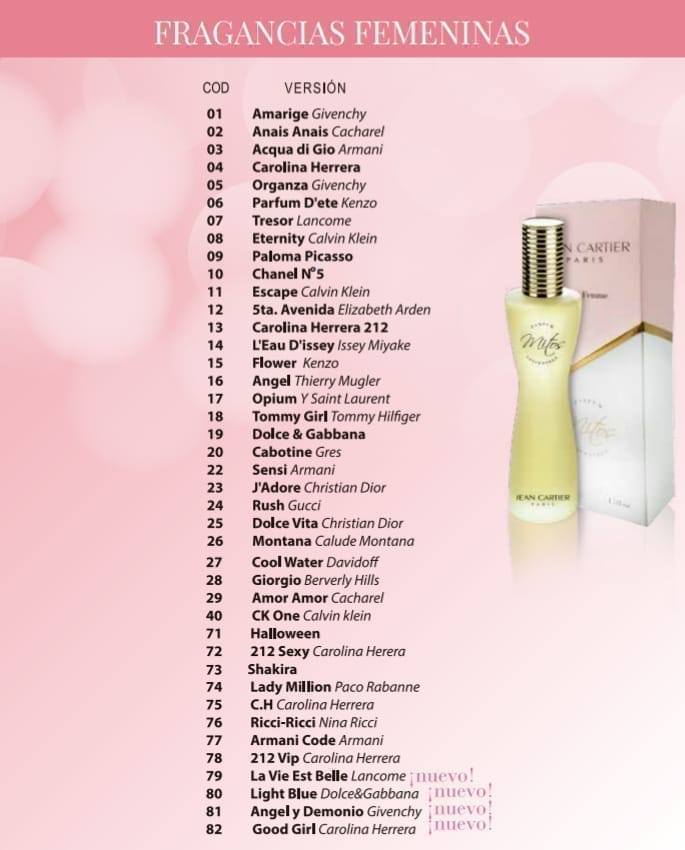 FRAGANCIAS FEMENINAS
COD VERSIÓN
01 Amarige Givenchy
02 Anais Anais Cacharel
03 Acqua di Gio Armani
04 Carolina Herrera
05 Organza Givenchy
06 Parfum D'ete Kenzo
07 Tresor Lancome
08 Eternity Calvin Klein
09 Paloma Picasso
10 Chanel Nº5
11 Escape Calvin Klein
12 5ta. Avenida Elizabeth Arden
13 Carolina Herrera 212
14 L'Eau D'issey Issey Miyake
15 Flower Kenzo
16 Angel Thierry Mugler
17 Opium Y Saint Laurent
18 Tommy Girl Tommy Hilfiger
19 Dolce & Gabbana
20 Cabotine Gres
22 Sensi Armani
23 J'Adore Christian Dior
24 Rush Gucci
25 Dolce Vita Christian Dior
26 Montana Calude Montana
27 Cool Water Davidoff
28 Giorgio Berverly Hills
29 Amor Amor Cacharel
40 CK One Calvin klein
71 Halloween
72 212 Sexy Carolina Herera
73 Shakira
74 Lady Million Paco Rabanne
75 C.H Carolina Herrera
76 Ricci-Ricci Nina Ricci
77 Armani Code Armani
78 212 Vip Carolina Herrera
79 La Vie Est Belle Lancome ¡nuevo!
80 Light Blue Dolce&Gabbana ¡nuevo!
81 Angel y Demonio Givenchy ¡nuevo!
82 Good Girl Carolina Herrera ¡nuevo!
N CARTIER
PARIS
PARFUM
Mitos
JEAN CARTIER
PARIS
PARFUM
Mitos